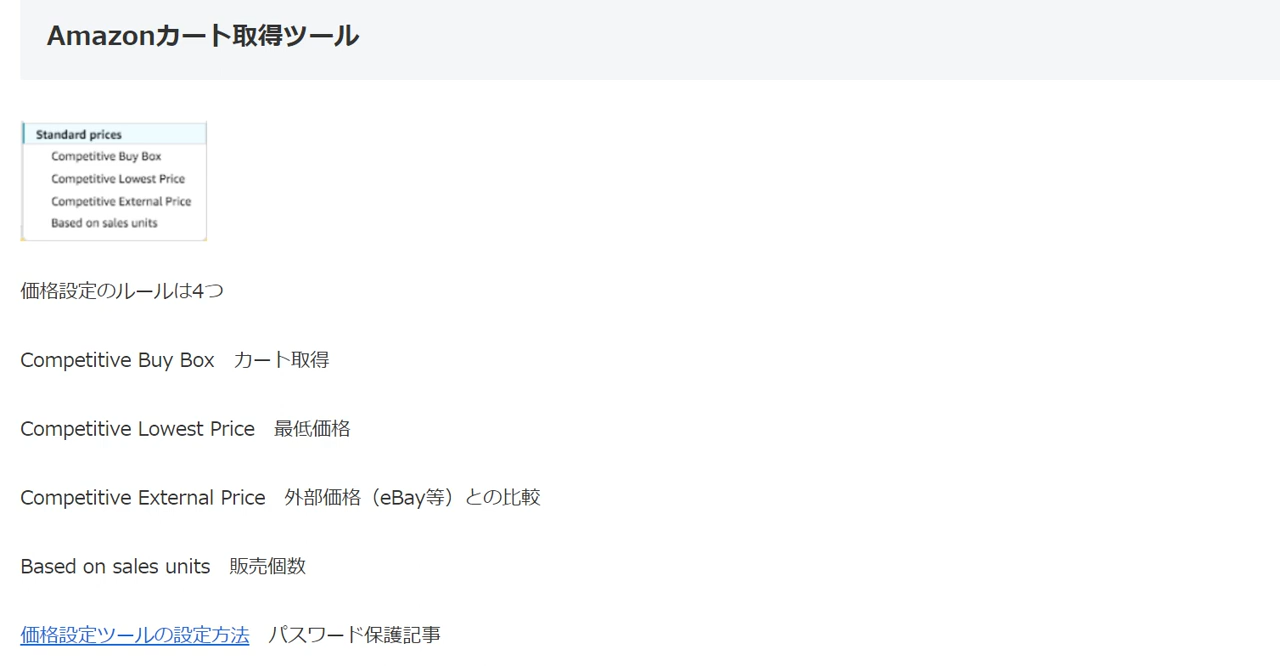 Amazonカート取得ツール
Standard prices
Competitive Buy Box
Competitive Lowest Price
Competitive External Price
Based on sales units
価格設定のルールは4つ
Competitive Buy Box　カート取得
Competitive Lowest Price　最低価格
Competitive External Price　外部価格（eBay等）との比較
Based on sales units　販売個数
価格設定ツールの設定方法　パスワード保護記事